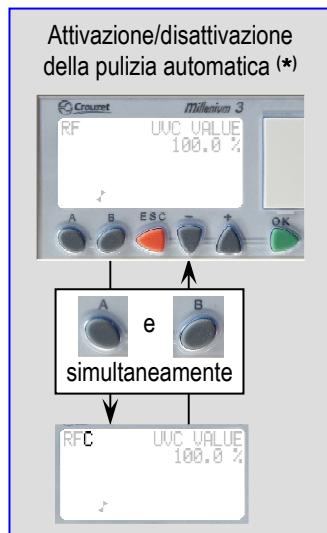 Attivazione/disattivazione
della pulizia automatica (*)
Crouzet
Millenium 3
RF UVC VALUE
100.0 %
A B ESC − + OK
A B
e
simultaneamente
RFC UVC VALUE
100.0 %